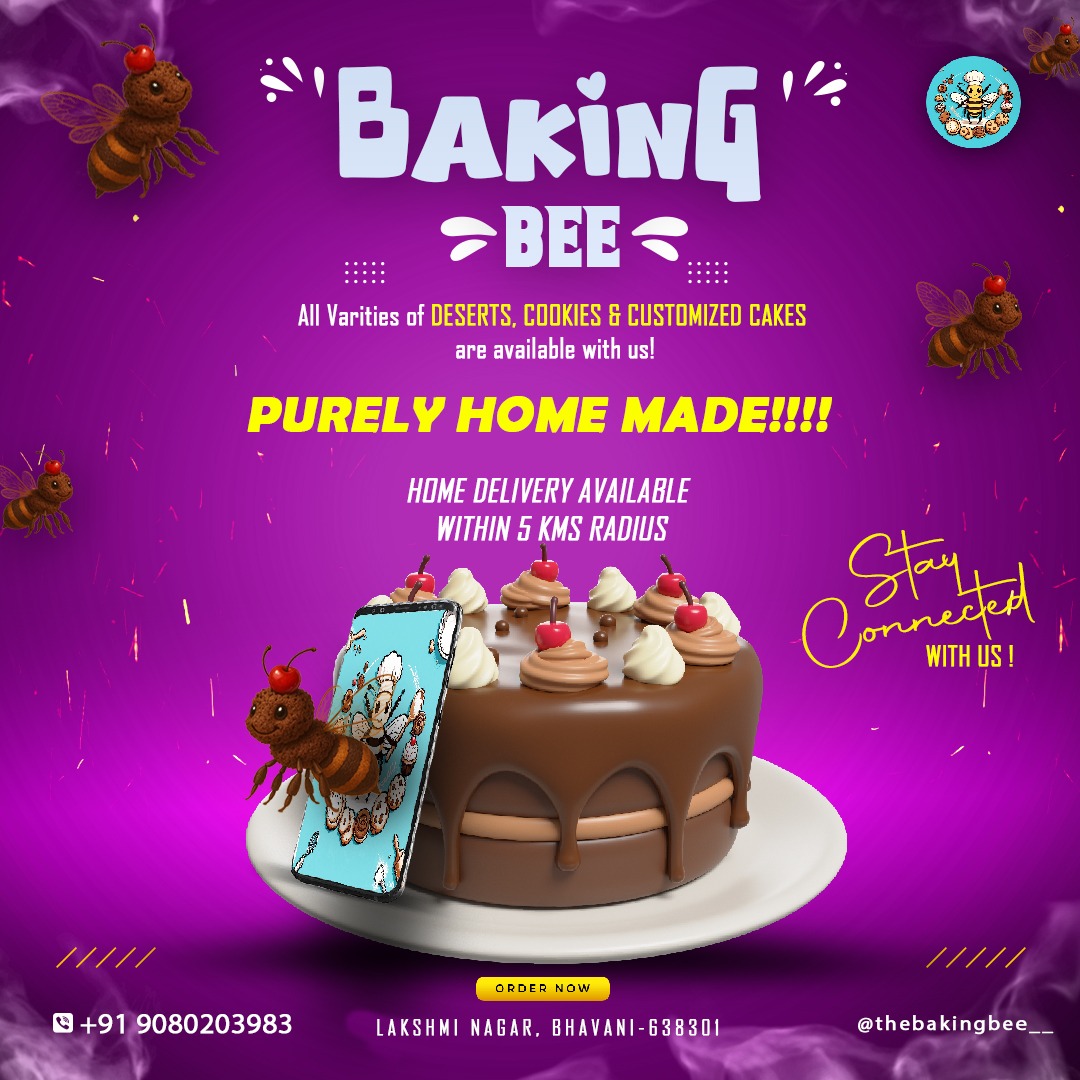 BAKING
BEE
All Varities of DESERTS, COOKIES & CUSTOMIZED CAKES
are available with us!
PURELY HOME MADE!!!!
HOME DELIVERY AVAILABLE
WITHIN 5 KMS RADIUS
Stay
Connected
WITH US !
ORDER NOW
+91 9080203983
LAKSHMI NAGAR, BHAVANI-638301
@thebakingbee__